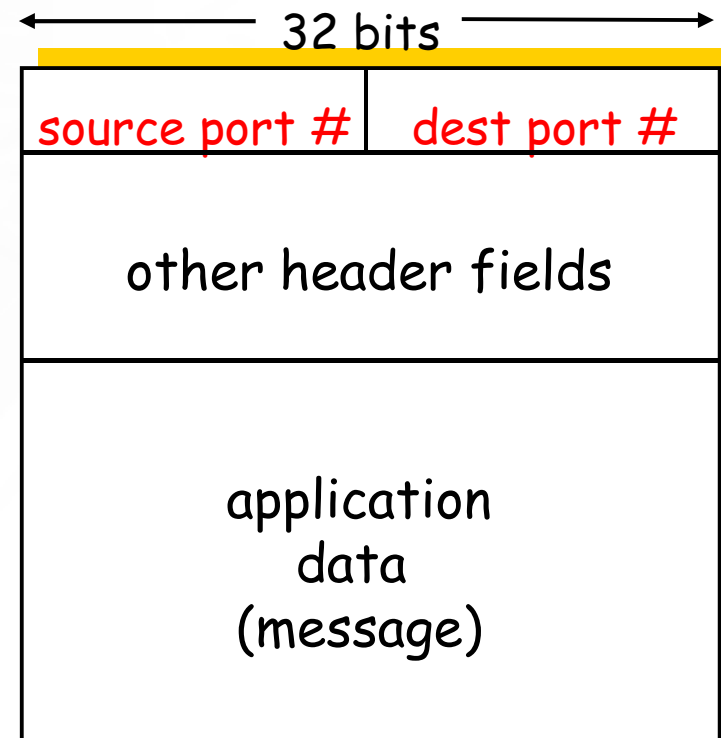 32 bits
source port #
dest port #
other header fields
application
data
(message)